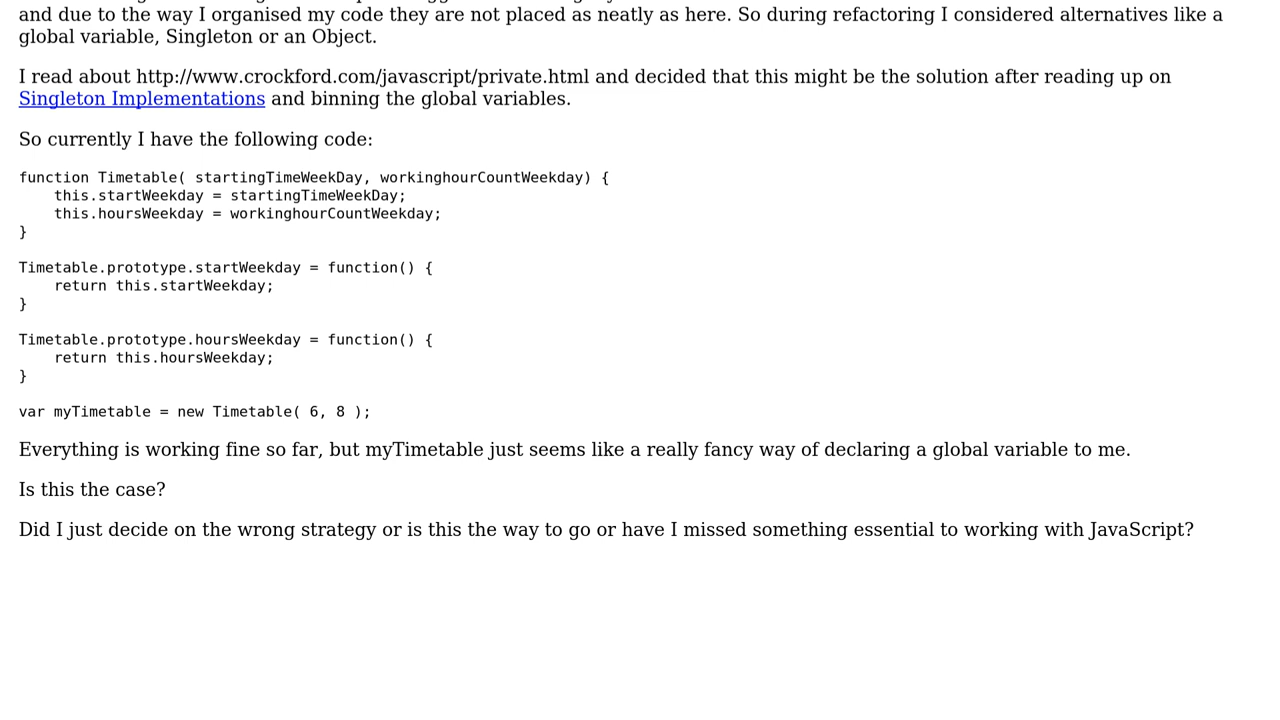 and due to the way I organised my code they are not placed as neatly as here. So during refactoring I considered alternatives like a
global variable, Singleton or an Object.
I read about http://www.crockford.com/javascript/private.html and decided that this might be the solution after reading up on
Singleton Implementations and binning the global variables.
So currently I have the following code:
function Timetable( startingTimeWeekDay, workinghourCountWeekday) {
    this.startWeekday = startingTimeWeekDay;
    this.hoursWeekday = workinghourCountWeekday;
}
Timetable.prototype.startWeekday = function() {
    return this.startWeekday;
}
Timetable.prototype.hoursWeekday = function() {
    return this.hoursWeekday;
}
var myTimetable = new Timetable( 6, 8 );
Everything is working fine so far, but myTimetable just seems like a really fancy way of declaring a global variable to me.
Is this the case?
Did I just decide on the wrong strategy or is this the way to go or have I missed something essential to working with JavaScript?